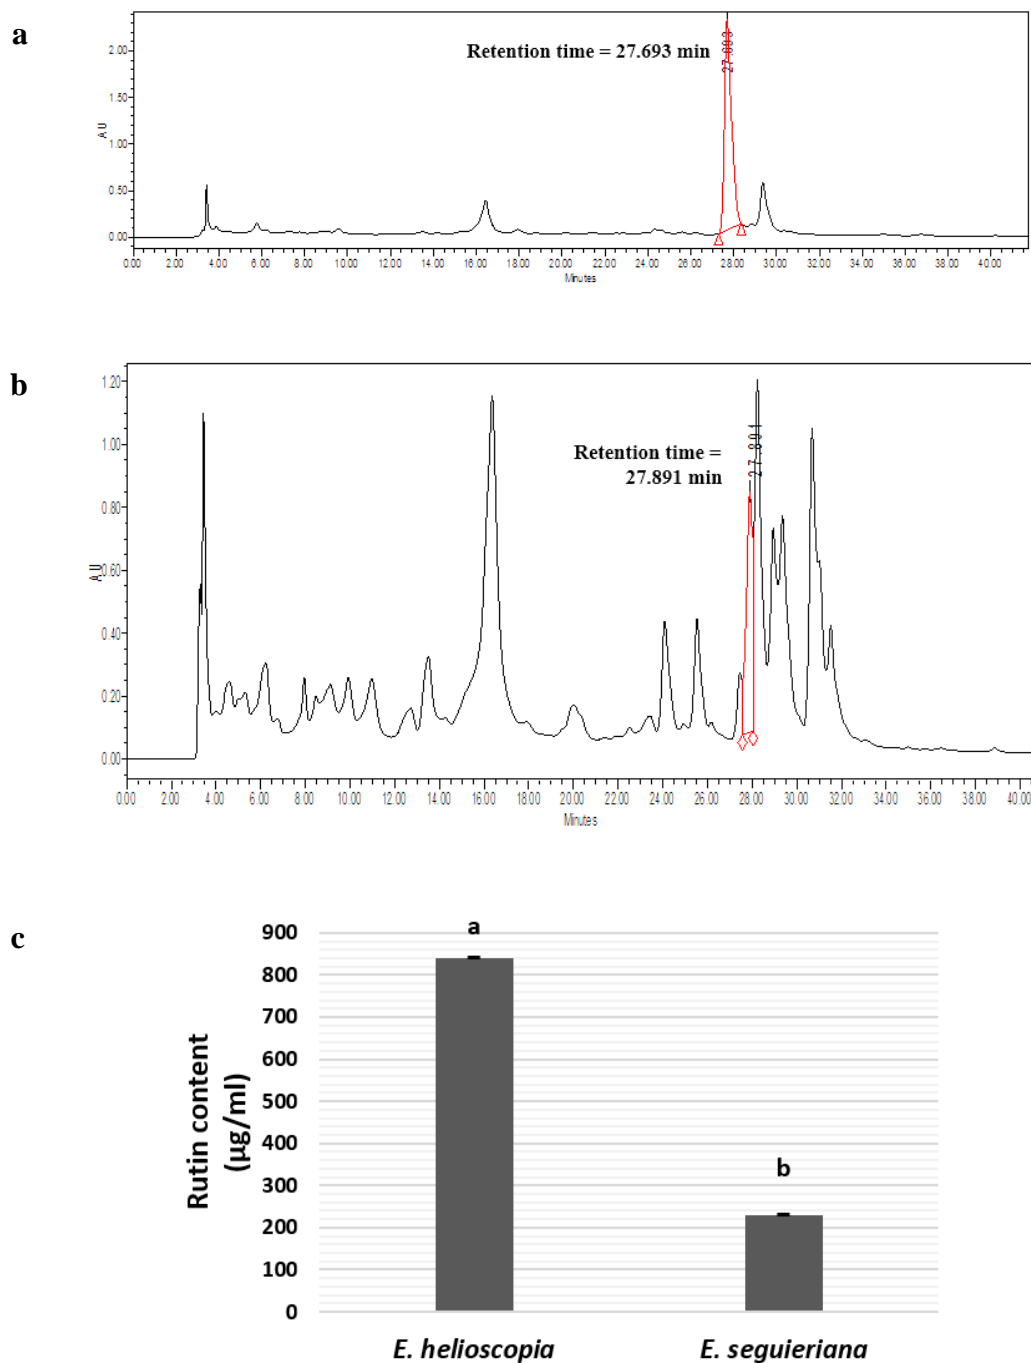 a
Retention time = 27.693 min
27.693
2.00
1.50
1.00
0.50
0.00
AU
0.00 2.00 4.00 6.00 8.00 10.00 12.00 14.00 16.00 18.00 20.00 22.00 24.00 26.00 28.00 30.00 32.00 34.00 36.00 38.00 40.00
Minutes
b
Retention time =
27.891 min
27.891
1.20
1.00
0.80
0.60
0.40
0.20
0.00
AU
0.00 2.00 4.00 6.00 8.00 10.00 12.00 14.00 16.00 18.00 20.00 22.00 24.00 26.00 28.00 30.00 32.00 34.00 36.00 38.00 40.00
Minutes
c
Rutin content
(μg/ml)
900
800
700
600
500
400
300
200
100
0
a
b
E. helioscopia E. seguieriana